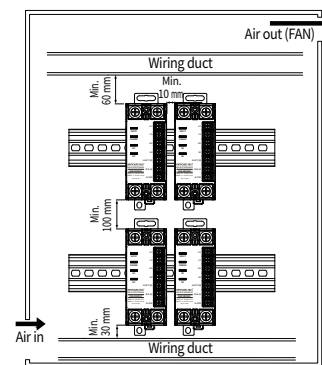 Air out (FAN)
Wiring duct
Min.
60 mm
Min.
10 mm
Min.
100 mm
Min.
30 mm
Air in
Wiring duct